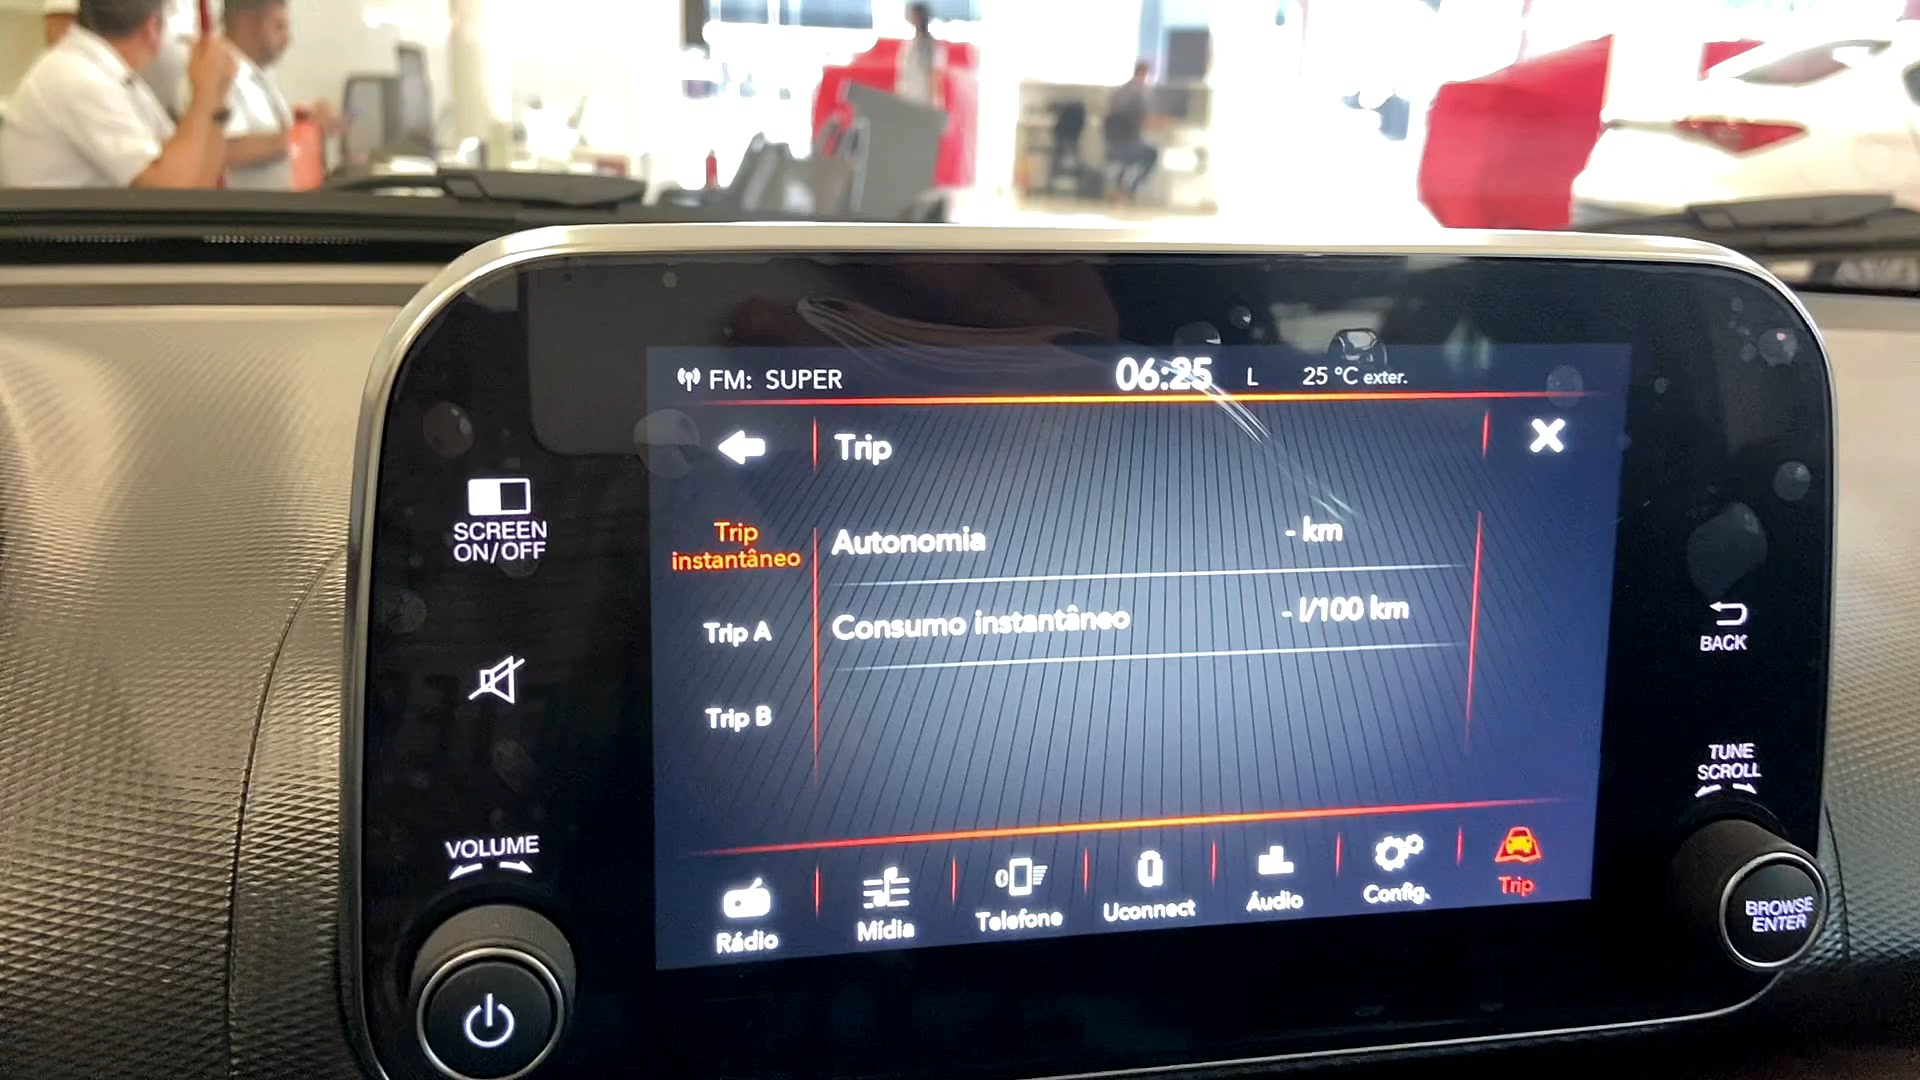 FM: SUPER
06:25
L
25 °C exter.
Trip
SCREEN
ON/OFF
Trip
instantâneo
Autonomia
- km
Trip A
Consumo instantâneo
- l/100 km
BACK
Trip B
TUNE
SCROLL
VOLUME
Rádio
Mídia
Telefone
Uconnect
Áudio
Config.
Trip
BROWSE
ENTER